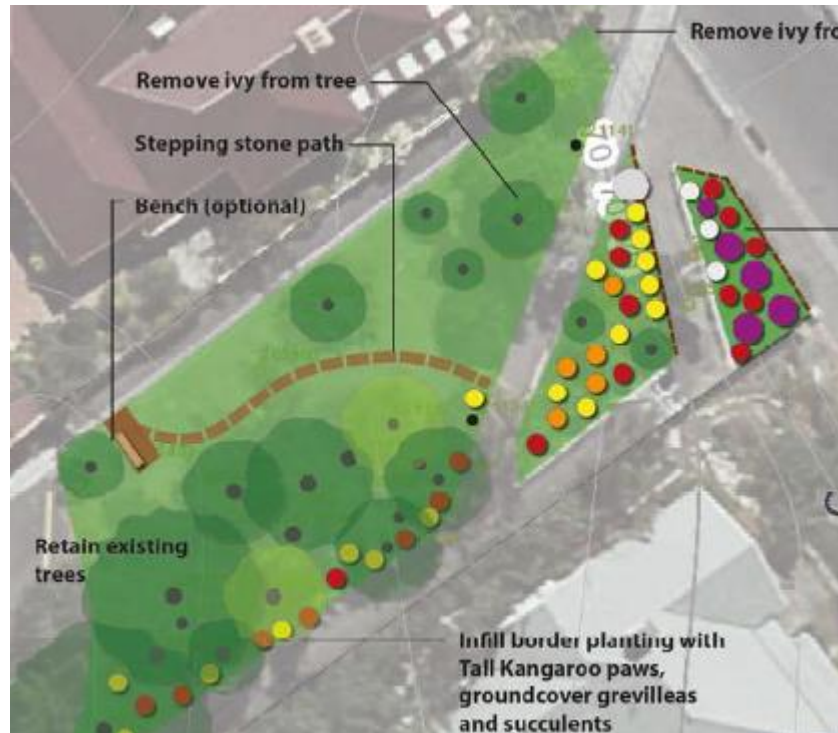 Remove ivy fro
Remove ivy from tree
Stepping stone path
Bench (optional)
Retain existing
trees
Infill border planting with
Tall Kangaroo paws,
groundcover grevilleas
and succulents